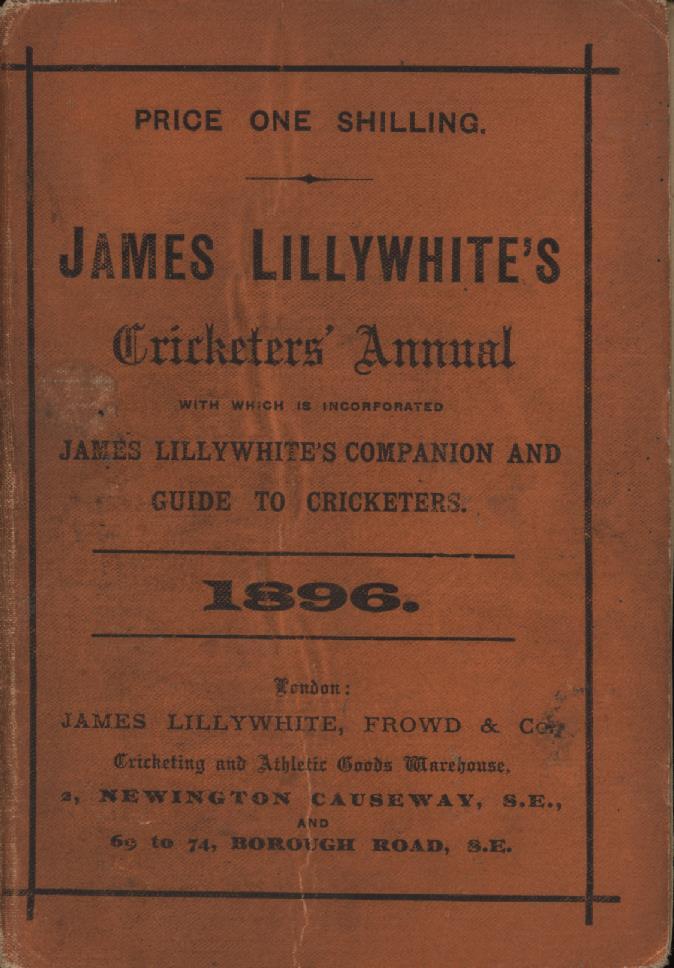 PRICE ONE SHILLING.
JAMES LILLYWHITE'S
Cricketers' Annual
WITH WHICH IS INCORPORATED
JAMES LILLYWHITE'S COMPANION AND
GUIDE TO CRICKETERS.
1896.
London:
JAMES LILLYWHITE, FROWD & Co.,
Cricketing and Athletic Goods Warehouse,
2, NEWINGTON CAUSEWAY, S.E.,
AND
69 to 74, BOROUGH ROAD, S.E.